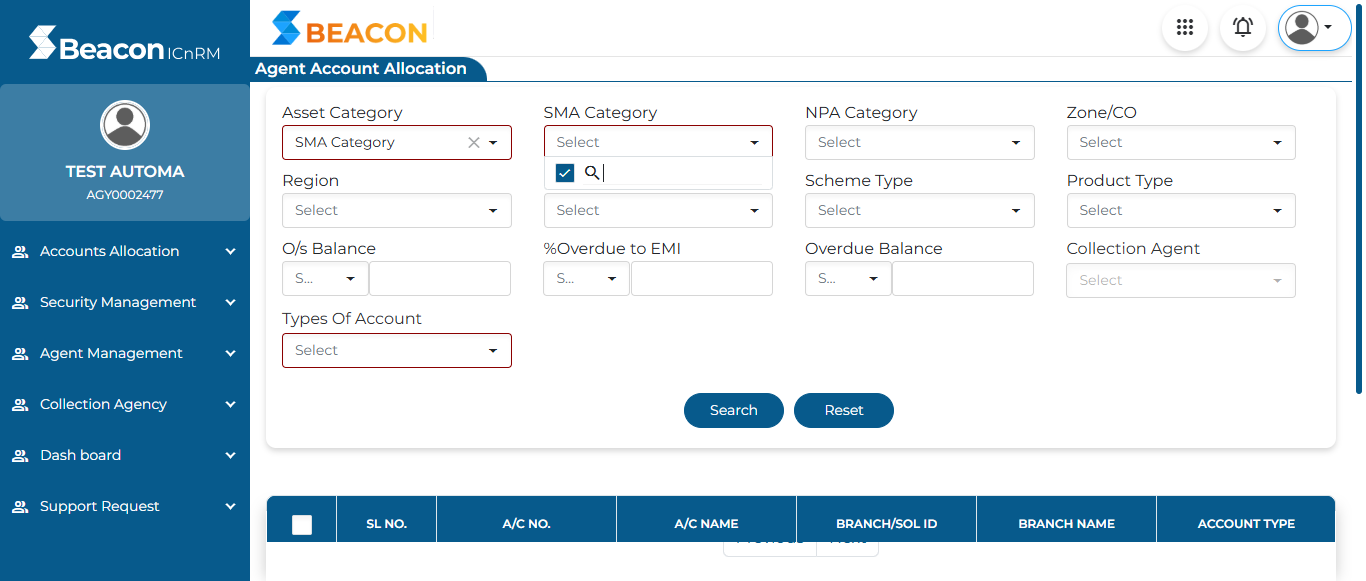 Beacon ICnRM
BEACON
Agent Account Allocation
TEST AUTOMA
AGY0002477
Accounts Allocation
Security Management
Agent Management
Collection Agency
Dash board
Support Request
Asset Category
SMA Category
NPA Category
Zone/CO
SMA Category
Select
Select
Select
Region
Scheme Type
Product Type
Select
Select
Select
Select
O/s Balance
%Overdue to EMI
Overdue Balance
Collection Agent
S...
S...
S...
Select
Types Of Account
Select
Search
Reset
SL NO.
A/C NO.
A/C NAME
BRANCH/SOL ID
BRANCH NAME
ACCOUNT TYPE
Previous
Next